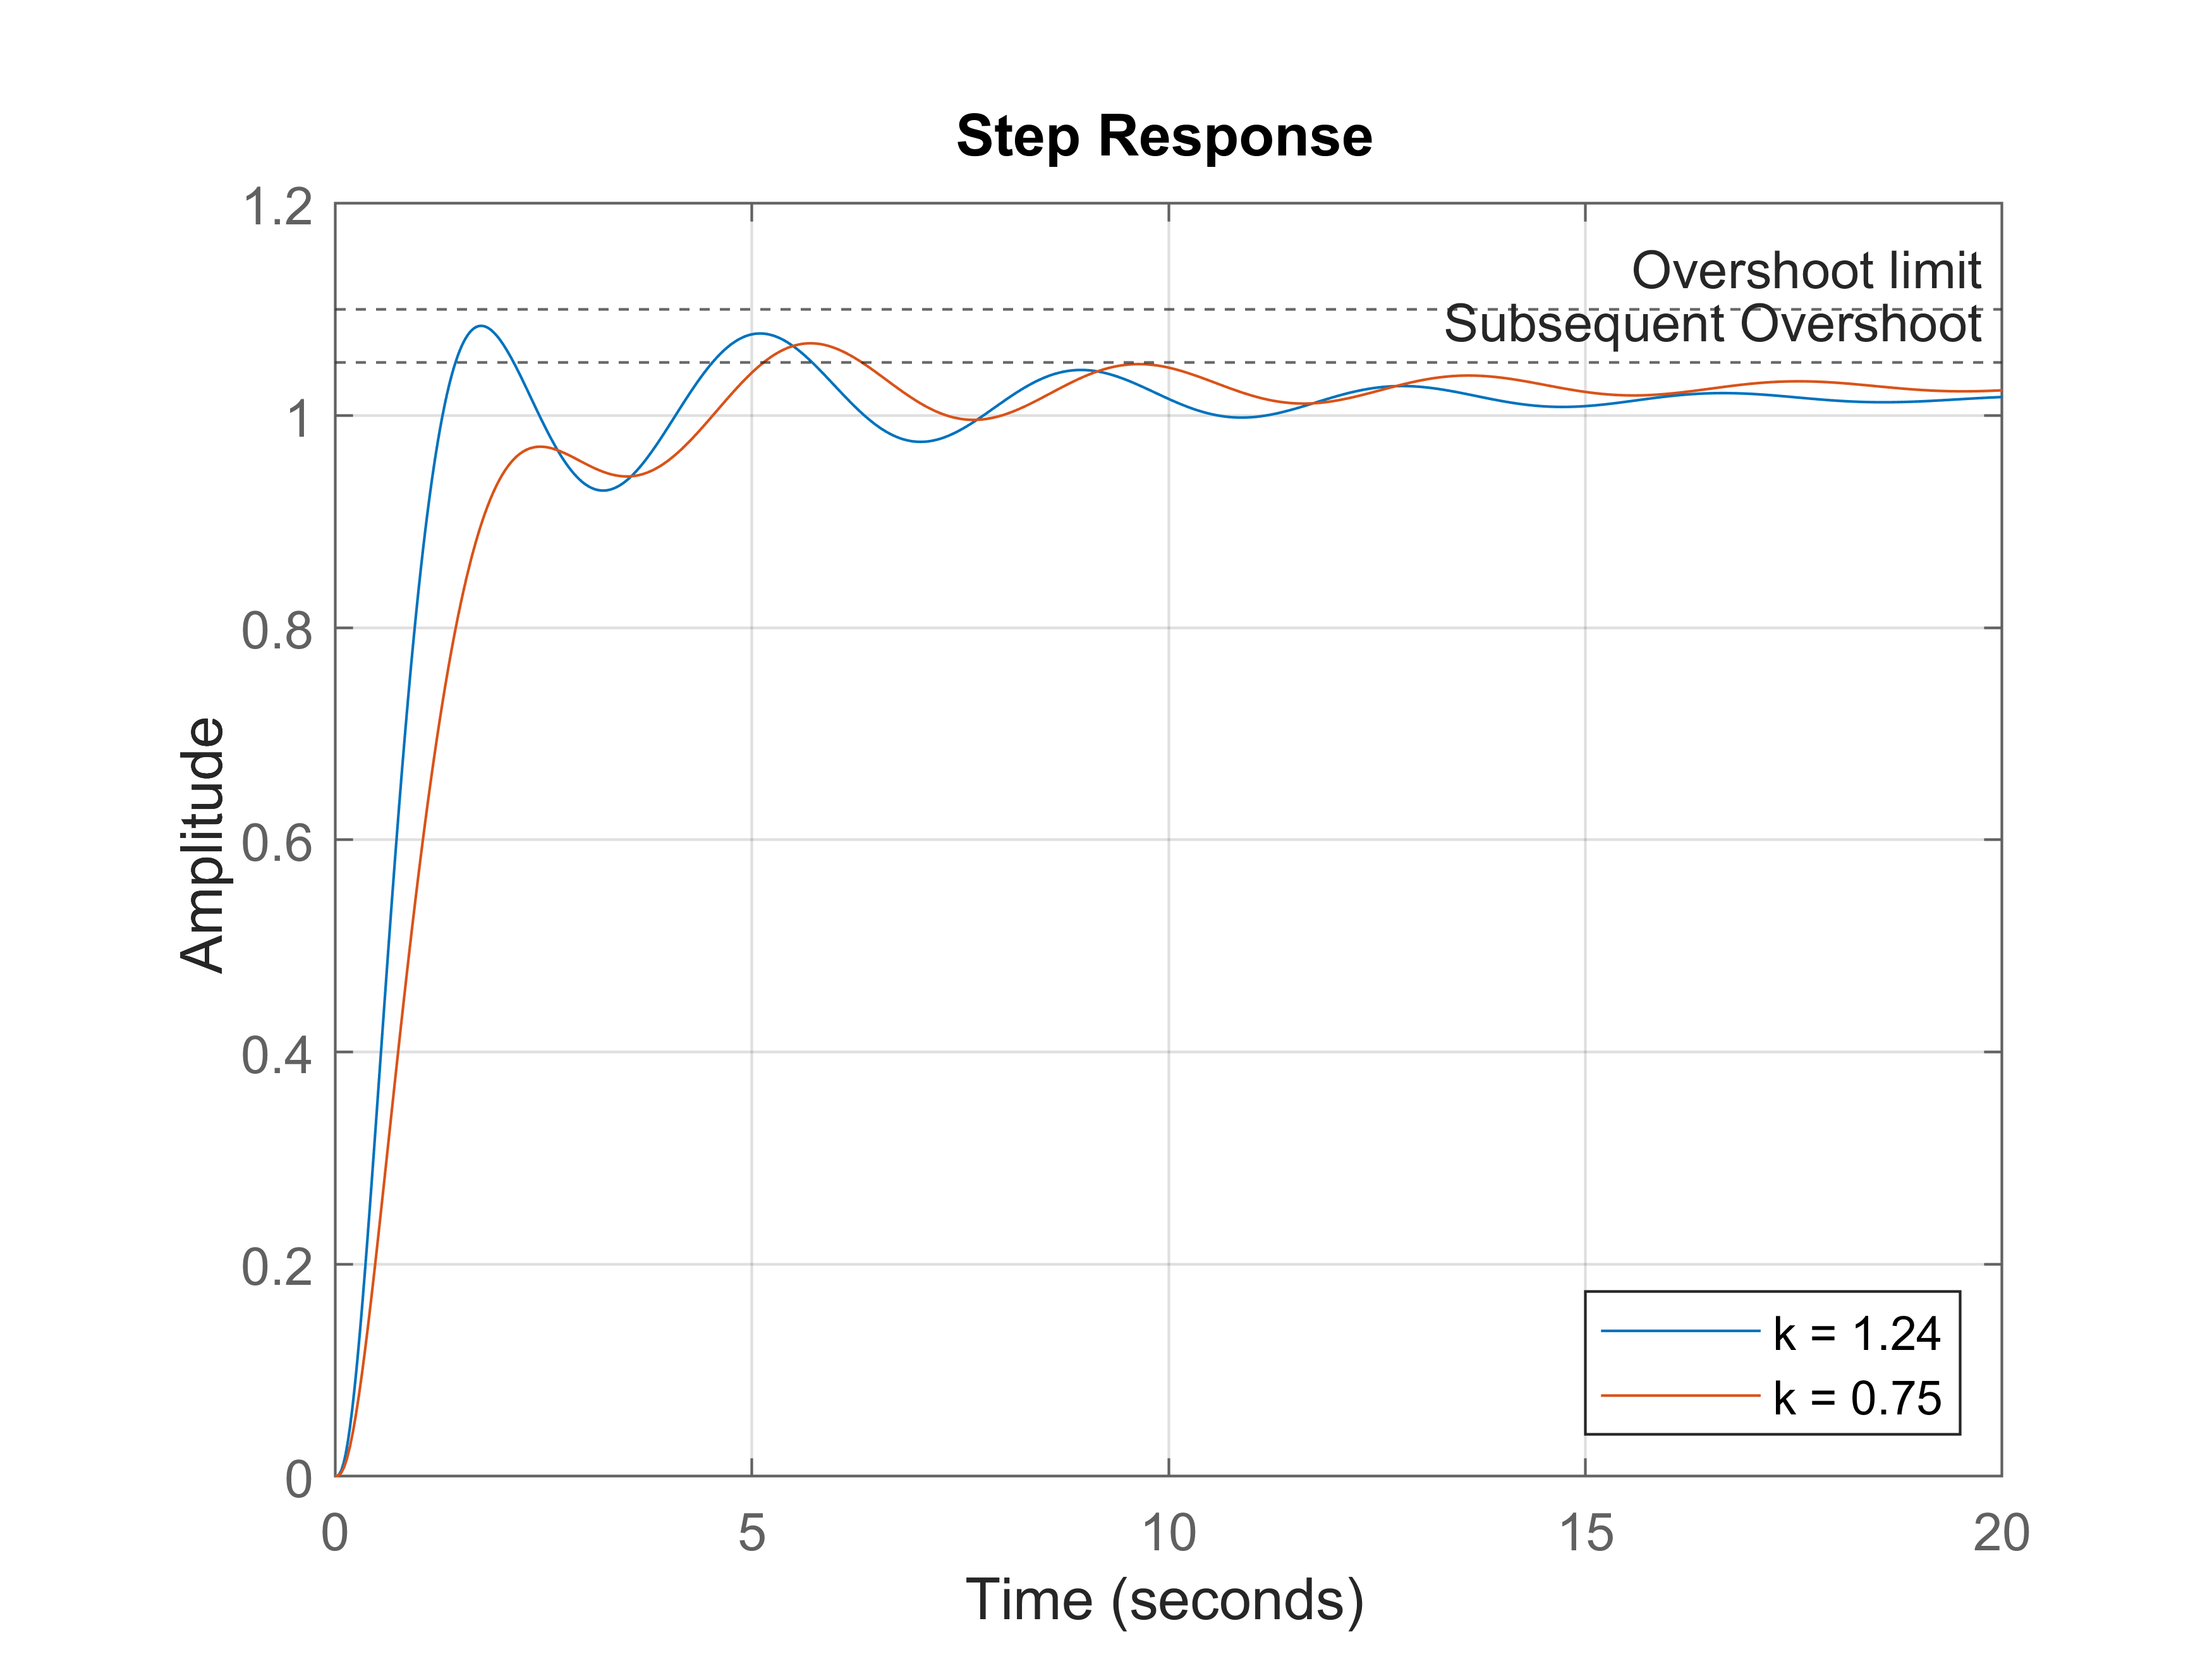 Step Response
1.2
1
0.8
0.6
0.4
0.2
0
Amplitude
Overshoot limit
Subsequent Overshoot
k = 1.24
k = 0.75
0 5 10 15 20
Time (seconds)